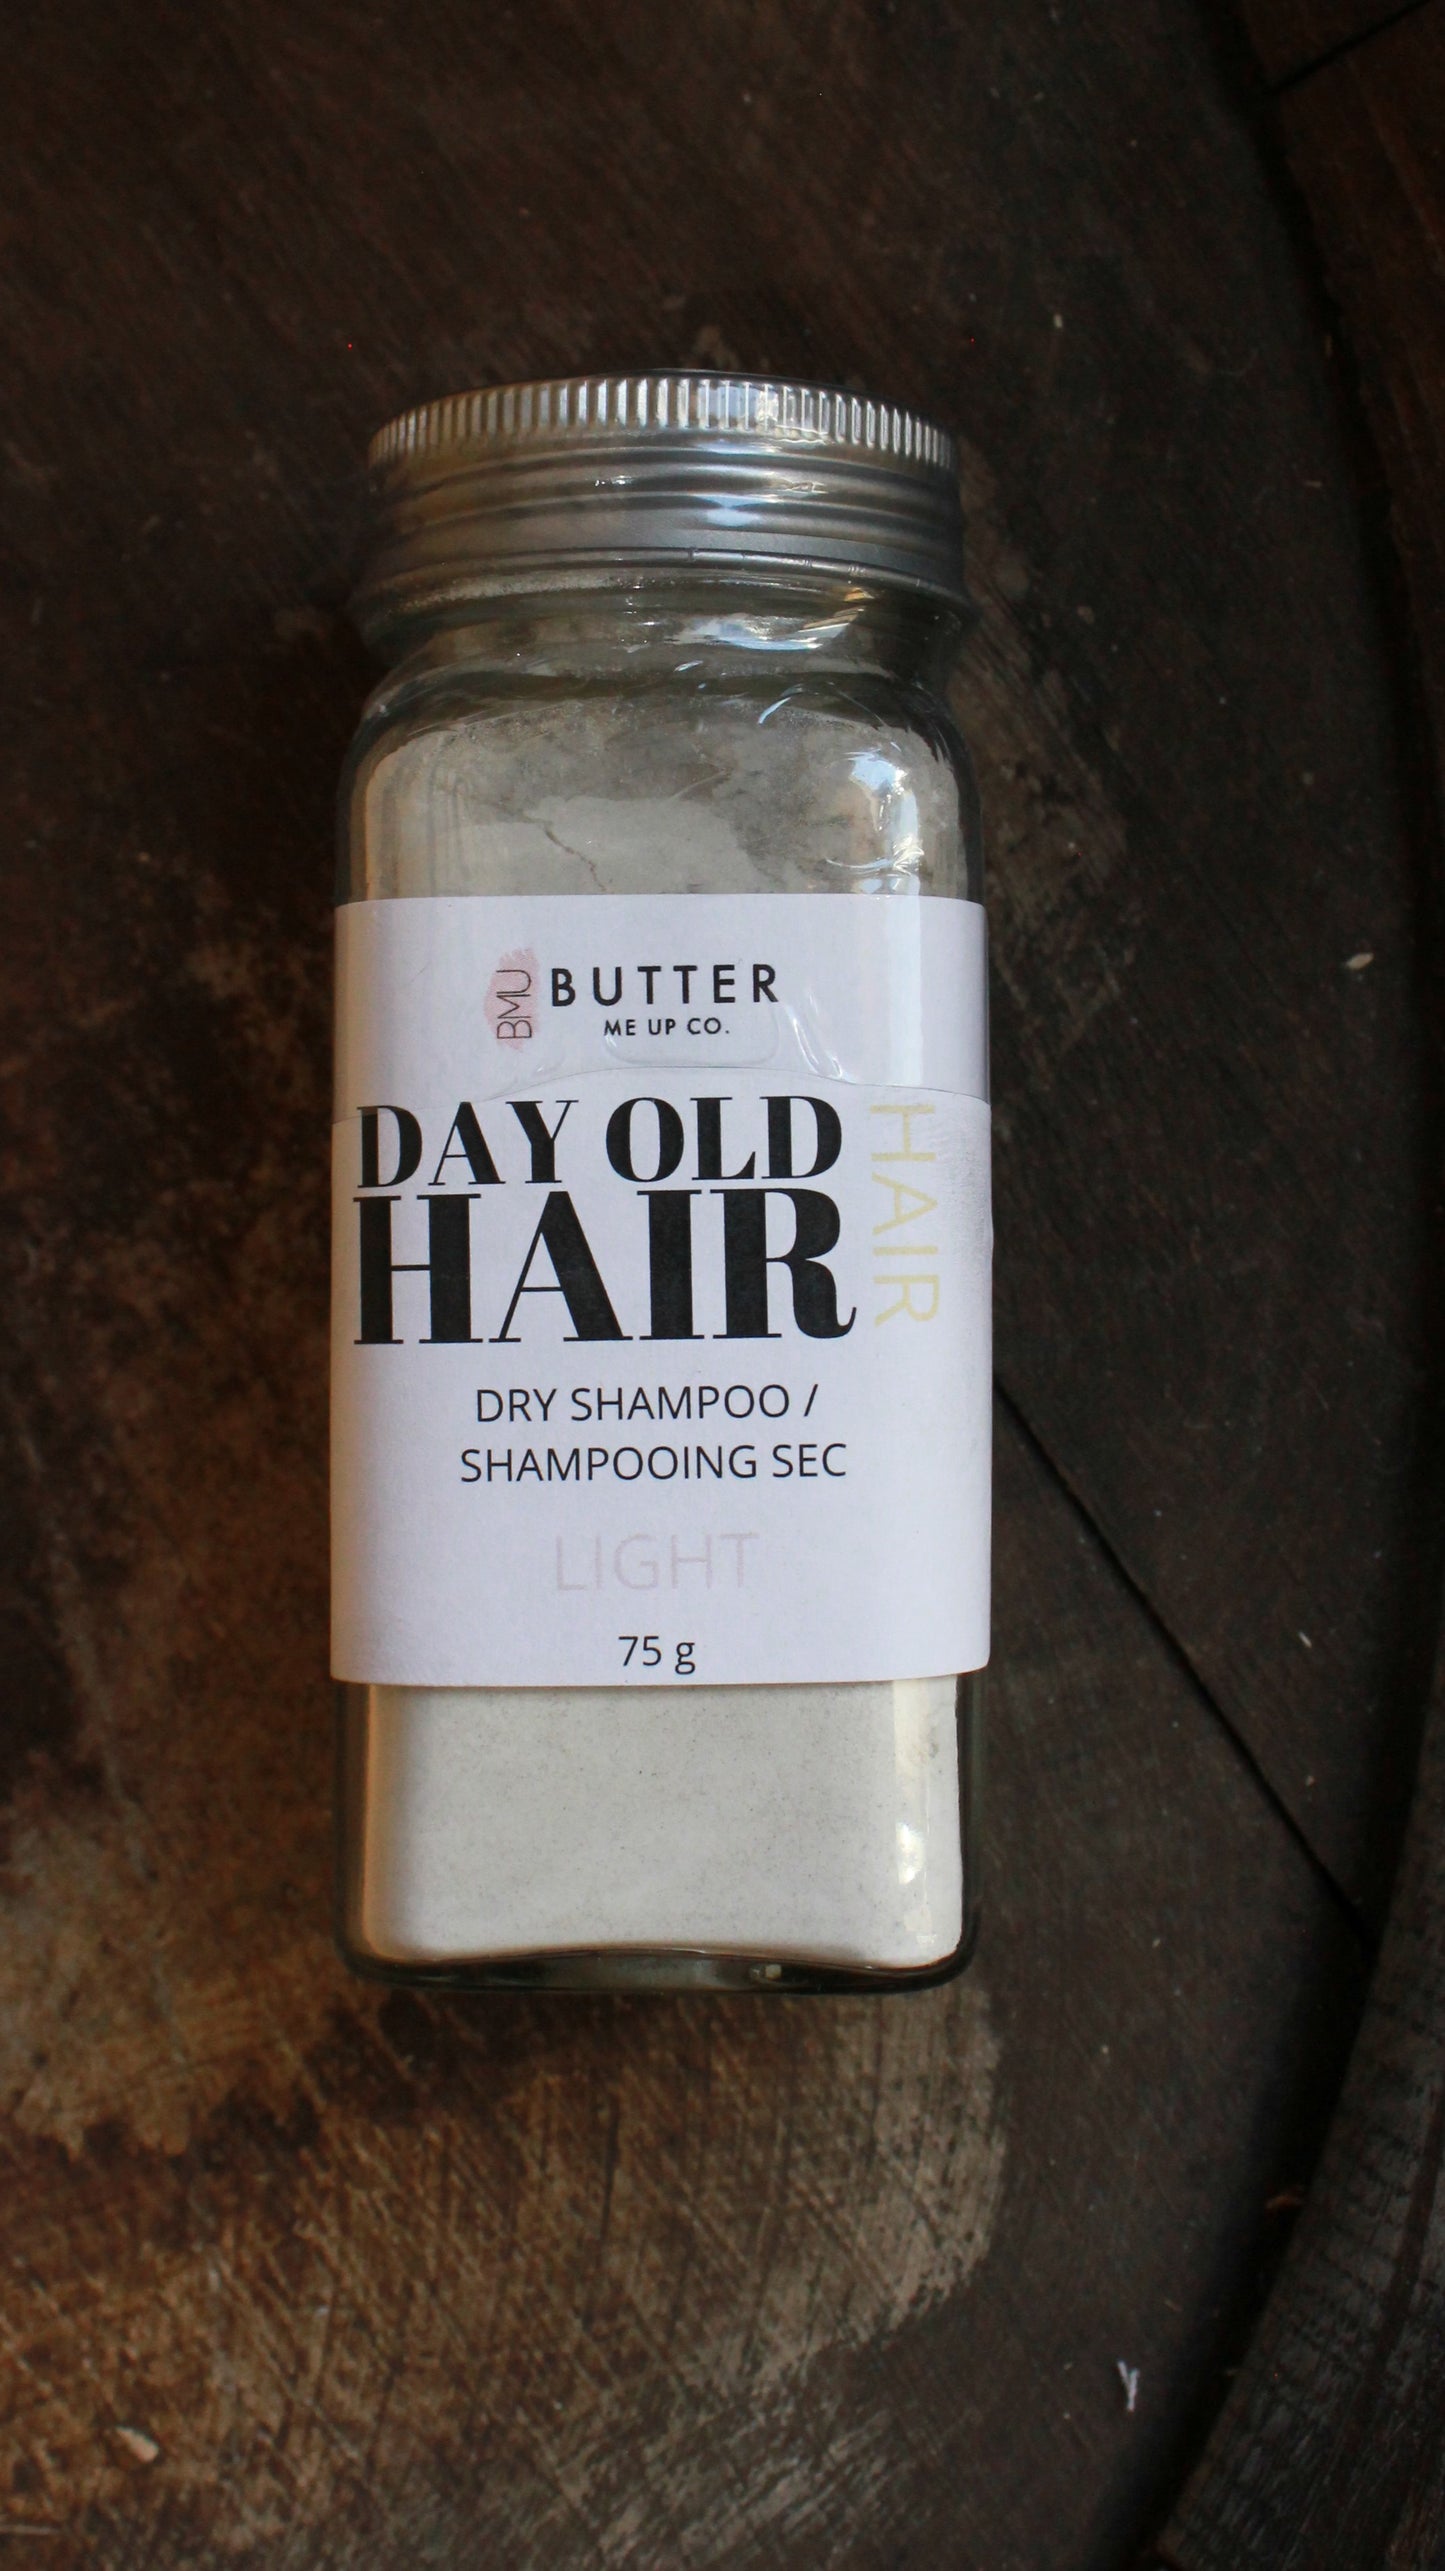 BMU
BUTTER
ME UP CO.
DAY OLD
HAIR
HAIR
DRY SHAMPOO /
SHAMPOOING SEC
LIGHT
75 g